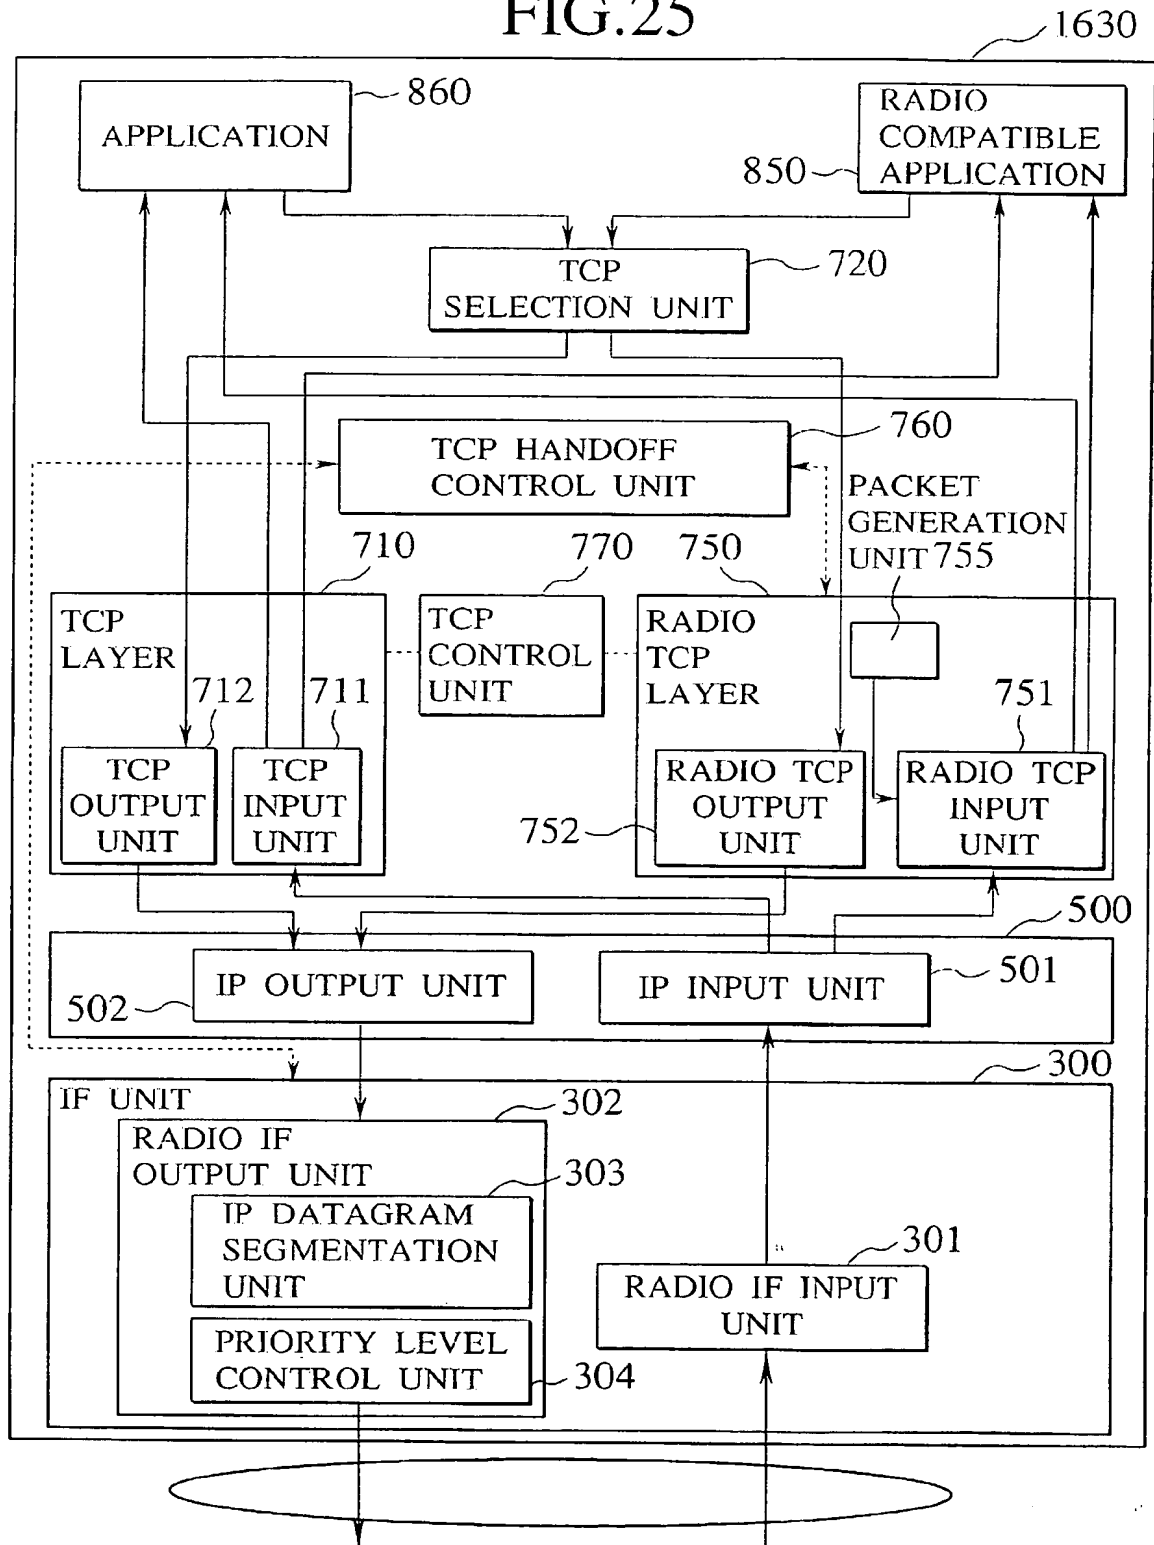 FIG.25
1630
860
APPLICATION
RADIO
COMPATIBLE
APPLICATION
850
TCP
SELECTION UNIT
720
TCP HANDOFF
CONTROL UNIT
760
PACKET
GENERATION
UNIT 755
710
770
750
TCP
LAYER
TCP
CONTROL
UNIT
RADIO
TCP
LAYER
712
711
751
TCP
OUTPUT
UNIT
TCP
INPUT
UNIT
RADIO TCP
OUTPUT
UNIT
752
RADIO TCP
INPUT
UNIT
500
IP OUTPUT UNIT
502
IP INPUT UNIT
501
300
IF UNIT
302
RADIO IF
OUTPUT UNIT
303
IP DATAGRAM
SEGMENTATION
UNIT
301
RADIO IF INPUT
UNIT
PRIORITY LEVEL
CONTROL UNIT
304